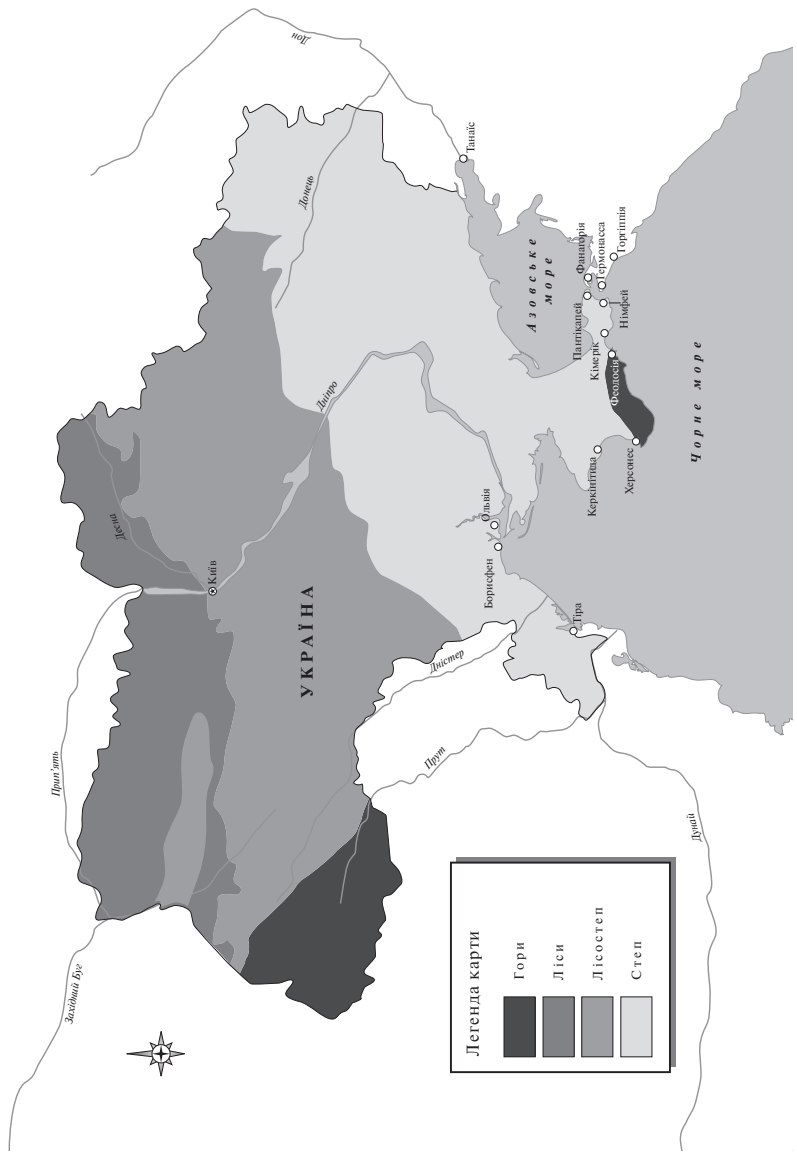 Прип'ять
Західний Буг
Десна
Київ
УКРАЇНА
Дніпро
Донець
Дон
Дністер
Прут
Дунай
Тіра
Борисфен
Ольвія
Танаїс
Азовське
море
Керкінітида
Херсонес
Феодосія
Кімерік
Пантікапей
Німфей
Фанагорія
Гермонасса
Горгіппія
Чорне море
Легенда карти
Гори
Ліси
Лісостеп
Степ